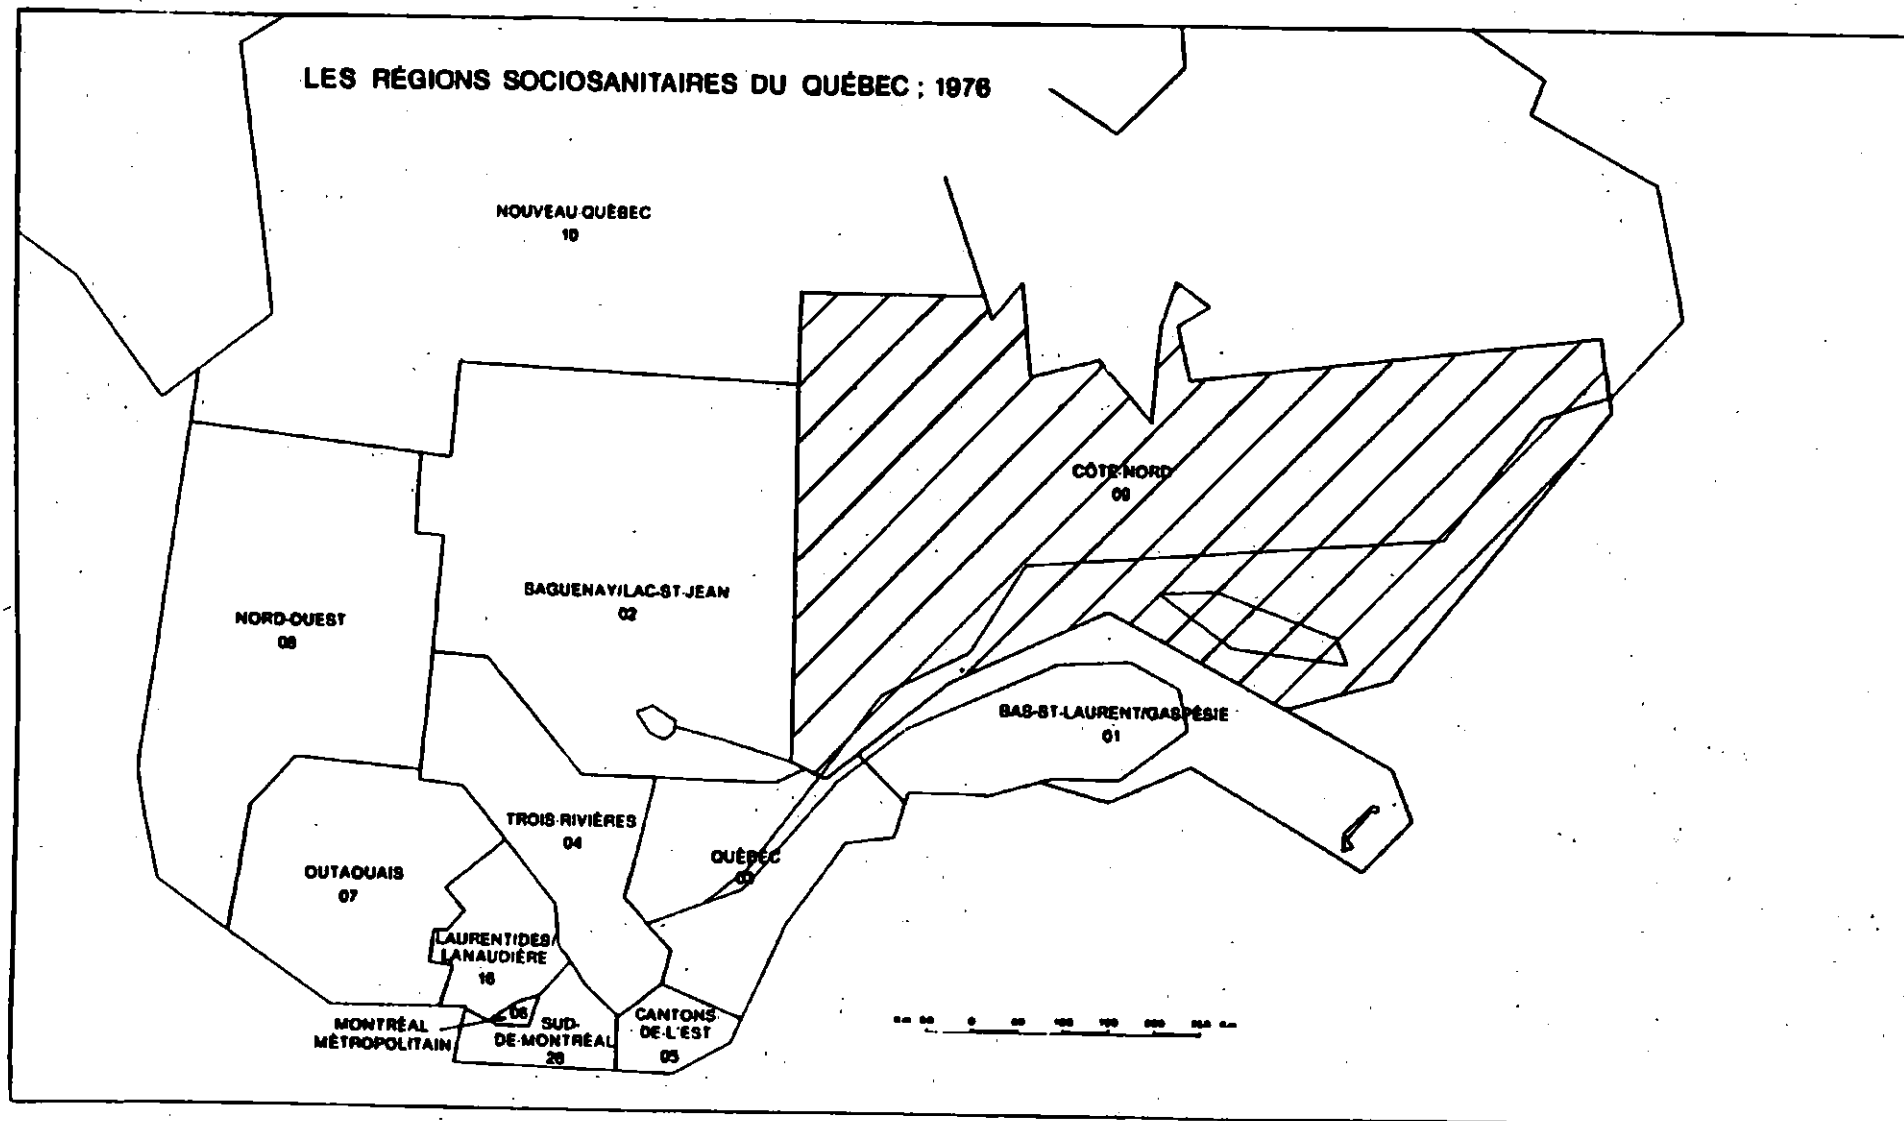 LES RÉGIONS SOCIOSANITAIRES DU QUÉBEC ; 1976
NOUVEAU-QUÉBEC
10
CÔTE-NORD
09
SAGUENAY/LAC-ST-JEAN
02
NORD-OUEST
08
BAS-ST-LAURENT/GASPÉSIE
01
TROIS-RIVIÈRES
04
QUÉBEC
03
OUTAOUAIS
07
LAURENTIDES/
LANAUDIÈRE
16
06
MONTRÉAL
MÉTROPOLITAIN
SUD-
DE-MONTRÉAL
26
CANTONS
DE-L'EST
05